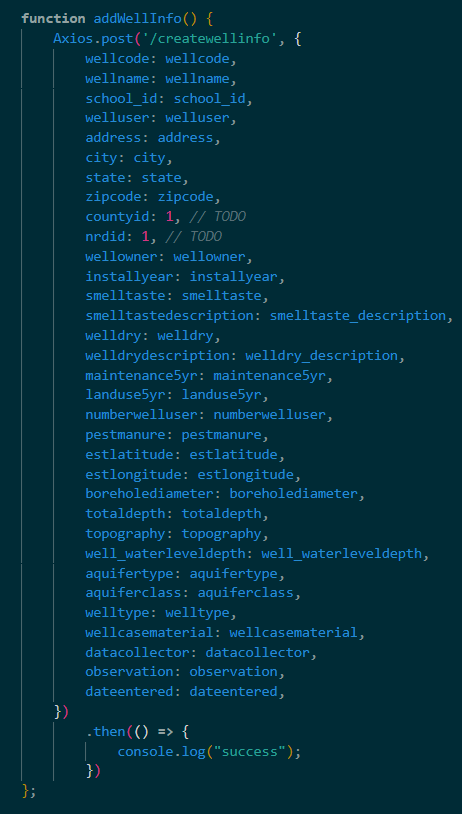 function addWellInfo() {
Axios.post('/createwellinfo', {
wellcode: wellcode,
wellname: wellname,
school_id: school_id,
welluser: welluser,
address: address,
city: city,
state: state,
zipcode: zipcode,
countyid: 1, // TODO
nrdid: 1, // TODO
wellowner: wellowner,
installyear: installyear,
smelltaste: smelltaste,
smelltastedescription: smelltaste_description,
welldry: welldry,
welldrydescription: welldry_description,
maintenance5yr: maintenance5yr,
landuse5yr: landuse5yr,
numberwelluser: numberwelluser,
pestmanure: pestmanure,
estlatitude: estlatitude,
estlongitude: estlongitude,
boreholediameter: boreholediameter,
totaldepth: totaldepth,
topography: topography,
well_waterleveldepth: well_waterleveldepth,
aquifertype: aquifertype,
aquiferclass: aquiferclass,
welltype: welltype,
wellcasematerial: wellcasematerial,
datacollector: datacollector,
observation: observation,
dateentered: dateentered,
})
.then(() => {
console.log("success");
})
};